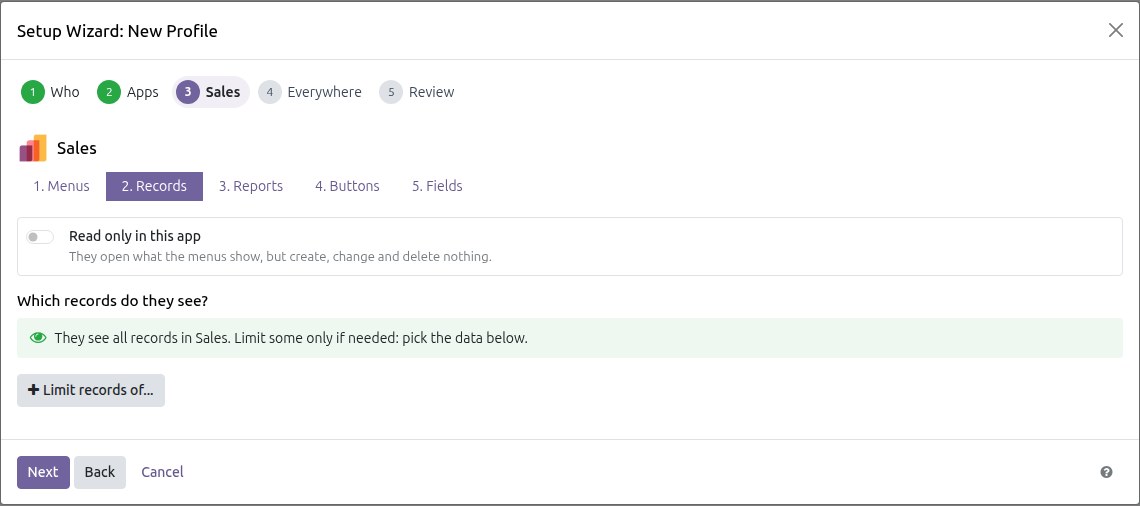 Setup Wizard: New Profile
1 Who 2 Apps 3 Sales 4 Everywhere 5 Review
Sales
1. Menus 2. Records 3. Reports 4. Buttons 5. Fields
Read only in this app
They open what the menus show, but create, change and delete nothing.
Which records do they see?
They see all records in Sales. Limit some only if needed: pick the data below.
+ Limit records of...
Next Back Cancel ?